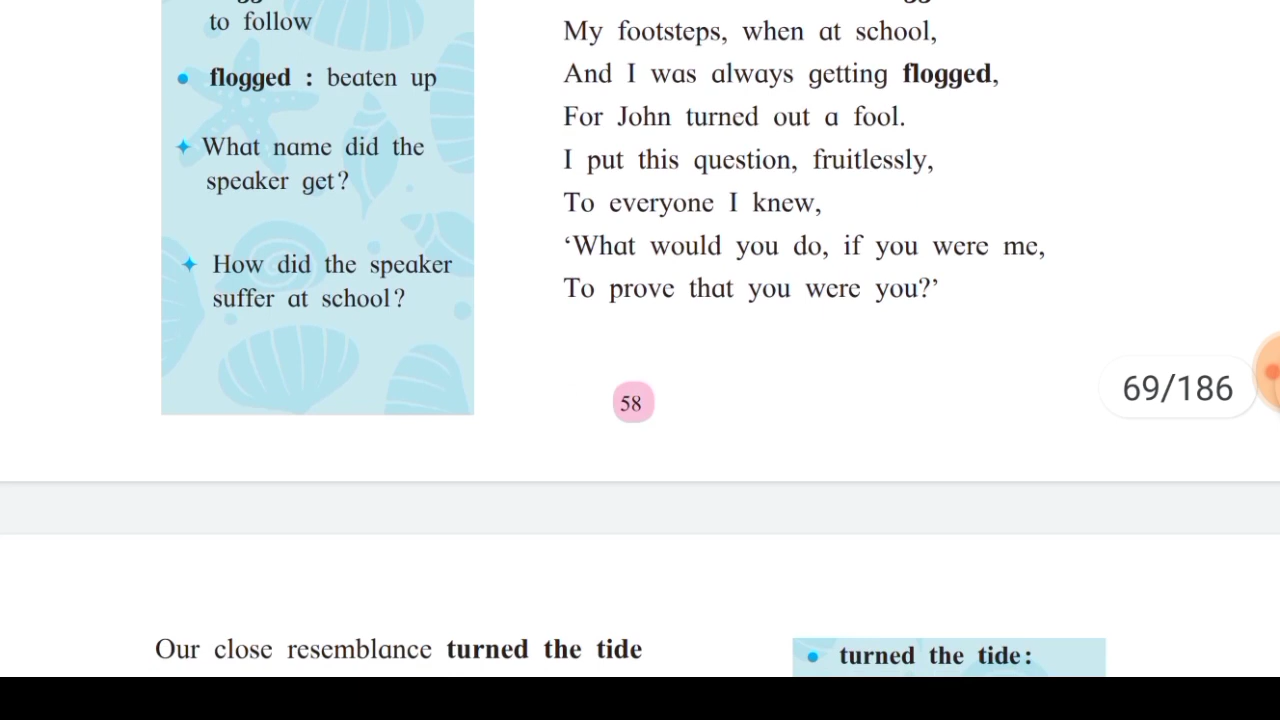 to follow
• flogged : beaten up
✦ What name did the
speaker get?
✦ How did the speaker
suffer at school?
My footsteps, when at school,
And I was always getting flogged,
For John turned out a fool.
I put this question, fruitlessly,
To everyone I knew,
‘What would you do, if you were me,
To prove that you were you?’
58
69/186
Our close resemblance turned the tide
• turned the tide: